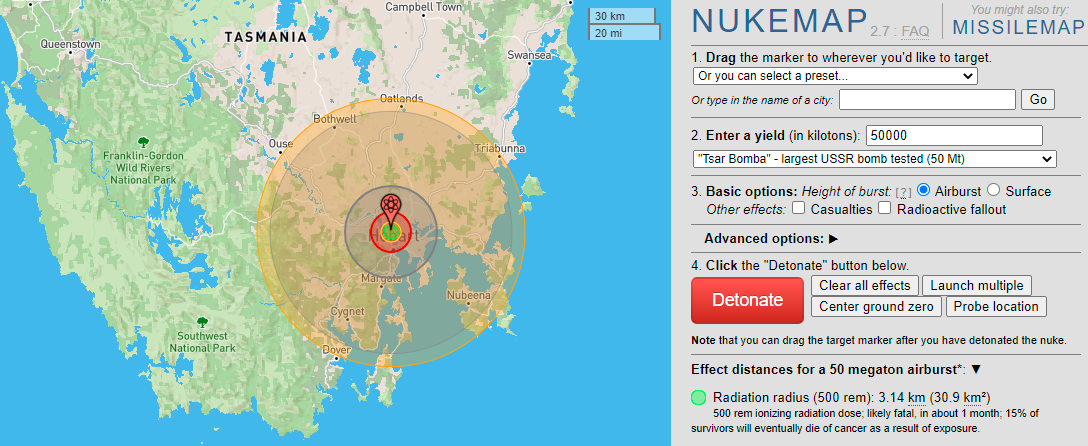 Campbell Town
Queenstown
TASMANIA
30 km
20 mi
Swansea
Oatlands
Bothwell
Ouse
Triabunna
Franklin-Gordon
Wild Rivers
National Park
Hobart
Margate
Nubeena
Cygnet
Southwest
National Park
Dover
NUKEMAP 2.7 : FAQ
You might also try:
MISSILEMAP
1. Drag the marker to wherever you'd like to target.
Or you can select a preset...
Or type in the name of a city: Go
2. Enter a yield (in kilotons): 50000
"Tsar Bomba" - largest USSR bomb tested (50 Mt)
3. Basic options: Height of burst: [?] Airburst Surface
Other effects: Casualties Radioactive fallout
Advanced options: ▶
4. Click the "Detonate" button below.
Detonate
Clear all effects Launch multiple
Center ground zero Probe location
Note that you can drag the target marker after you have detonated the nuke.
Effect distances for a 50 megaton airburst*: ▼
Radiation radius (500 rem): 3.14 km (30.9 km²)
500 rem ionizing radiation dose; likely fatal, in about 1 month; 15% of
survivors will eventually die of cancer as a result of exposure.